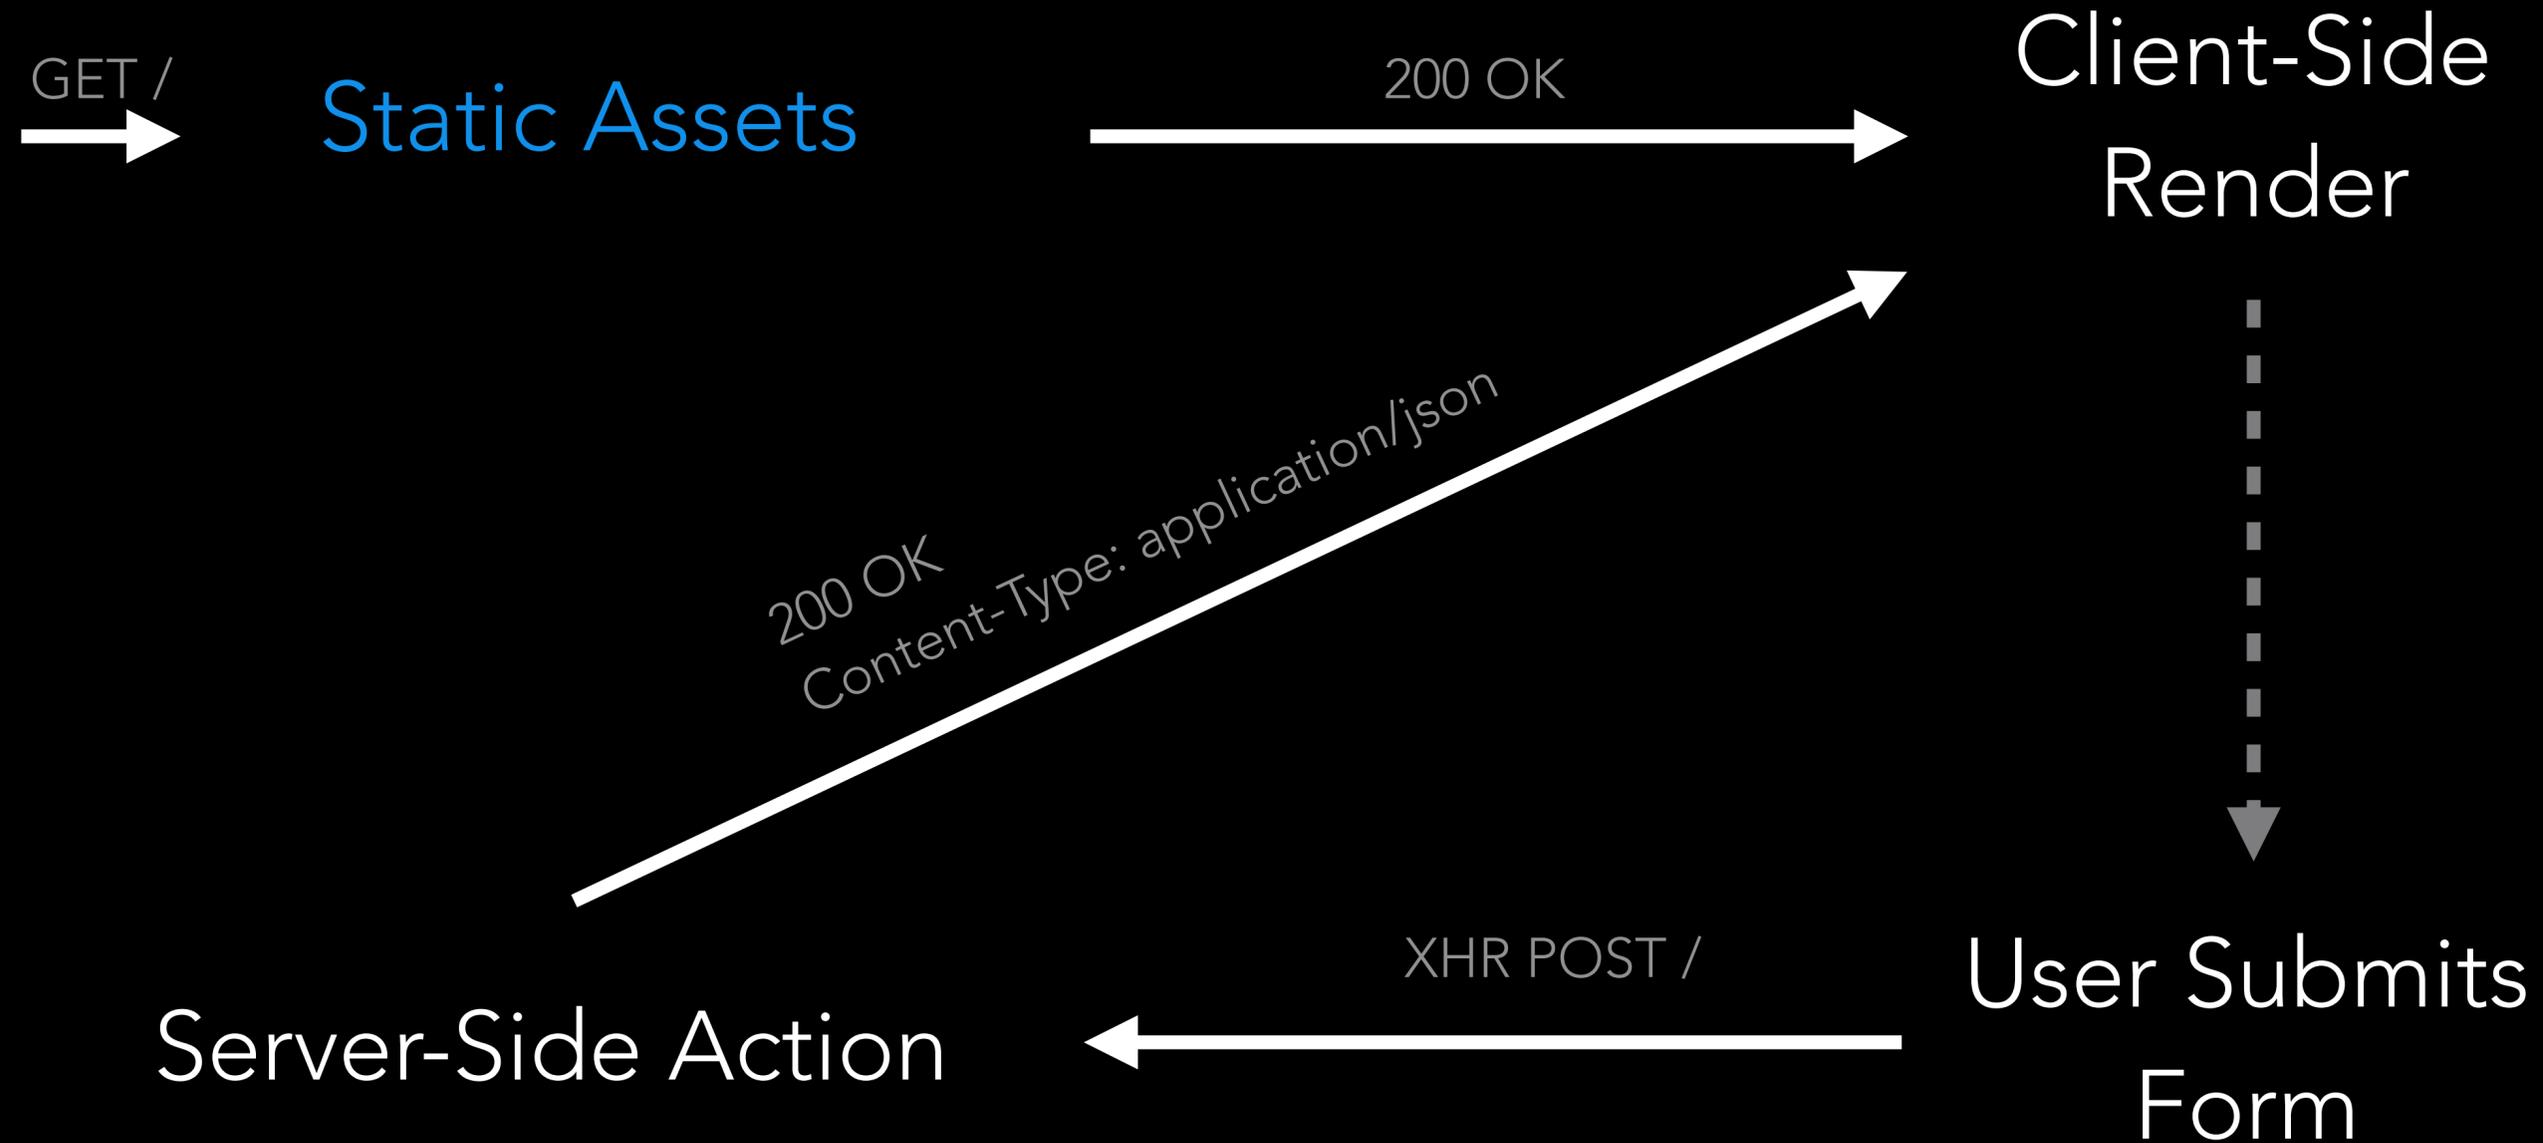 GET /
Static Assets
200 OK
Client-Side
Render
200 OK
Content-Type: application/json
XHR POST /
Server-Side Action
User Submits
Form